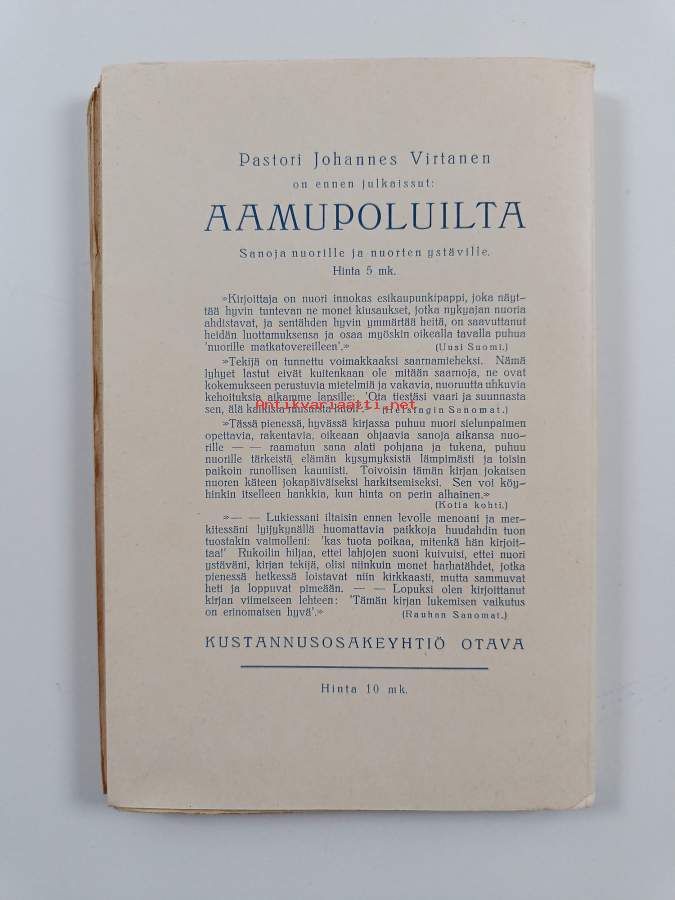 Pastori Johannes Virtanen
on ennen julkaissut:
AAMUPOLUILTA
Sanoja nuorille ja nuorten ystäville.
Hinta 5 mk.
»Kirjoittaja on nuori innokas esikaupunkipappi, joka näyt-
tää hyvin tuntevan ne monet kiusaukset, jotka nykyajan nuoria
ahdistavat, ja sentähden hyvin ymmärtää heitä, on saavuttanut
heidän luottamuksensa ja osaa myöskin oikealla tavalla puhua
'nuorille matkatovereilleen'.» (Uusi Suomi.)
»Tekijä on tunnettu voimakkaaksi saarnamieheksi. Nämä
lyhyet lastut eivät kuitenkaan ole mitään saarnoja, ne ovat
kokemukseen perustuvia mietelmiä ja vakavia, nuoruutta uhkuvia
kehoituksia aikamme lapsille: 'Ota tiestäsi vaari ja suunnasta
sen, älä kaikista (Helsingin Sanomat.)
Antikvariaatti.net
»Tässä pienessä, hyvässä kirjassa puhuu nuori sielunpaimen
opettavia, rakentavia, oikeaan ohjaavia sanoja aikansa nuo-
rille — — raamatun sana alati pohjana ja tukena, puhuu
nuorille tärkeistä elämän kysymyksistä lämpimästi ja toisin
paikoin runollisen kauniisti. Toivoisin tämän kirjan jokaisen
nuoren käteen jokapäiväiseksi harkitsemiseksi. Sen voi köy-
hinkin itselleen hankkia, kun hinta on perin alhainen.»
(Kotia kohti.)
»— — Lukiessani iltaisin ennen levolle menoani ja mer-
kitessäni lyijykynällä huomattavia paikkoja huudahdin tuon
tuostakin vaimolleni: 'kas tuota poikaa, mitenkä hän kirjoit-
taa!' Rukoilin hiljaa, ettei lahjojen suoni kuivuisi, ettei nuori
ystäväni, kirjan tekijä, olisi niinkuin monet harhatähdet, jotka
pienessä hetkessä loistavat niin kirkkaasti, mutta sammuvat
heti ja loppuvat pimeään. — — Lopuksi olen kirjoittanut
kirjan viimeiseen lehteen: 'Tämän kirjan lukemisen vaikutus
on erinomaisen hyvä'.» (Rauhan Sanomat.)
KUSTANNUSOSAKEYHTIÖ OTAVA
Hinta 10 mk.